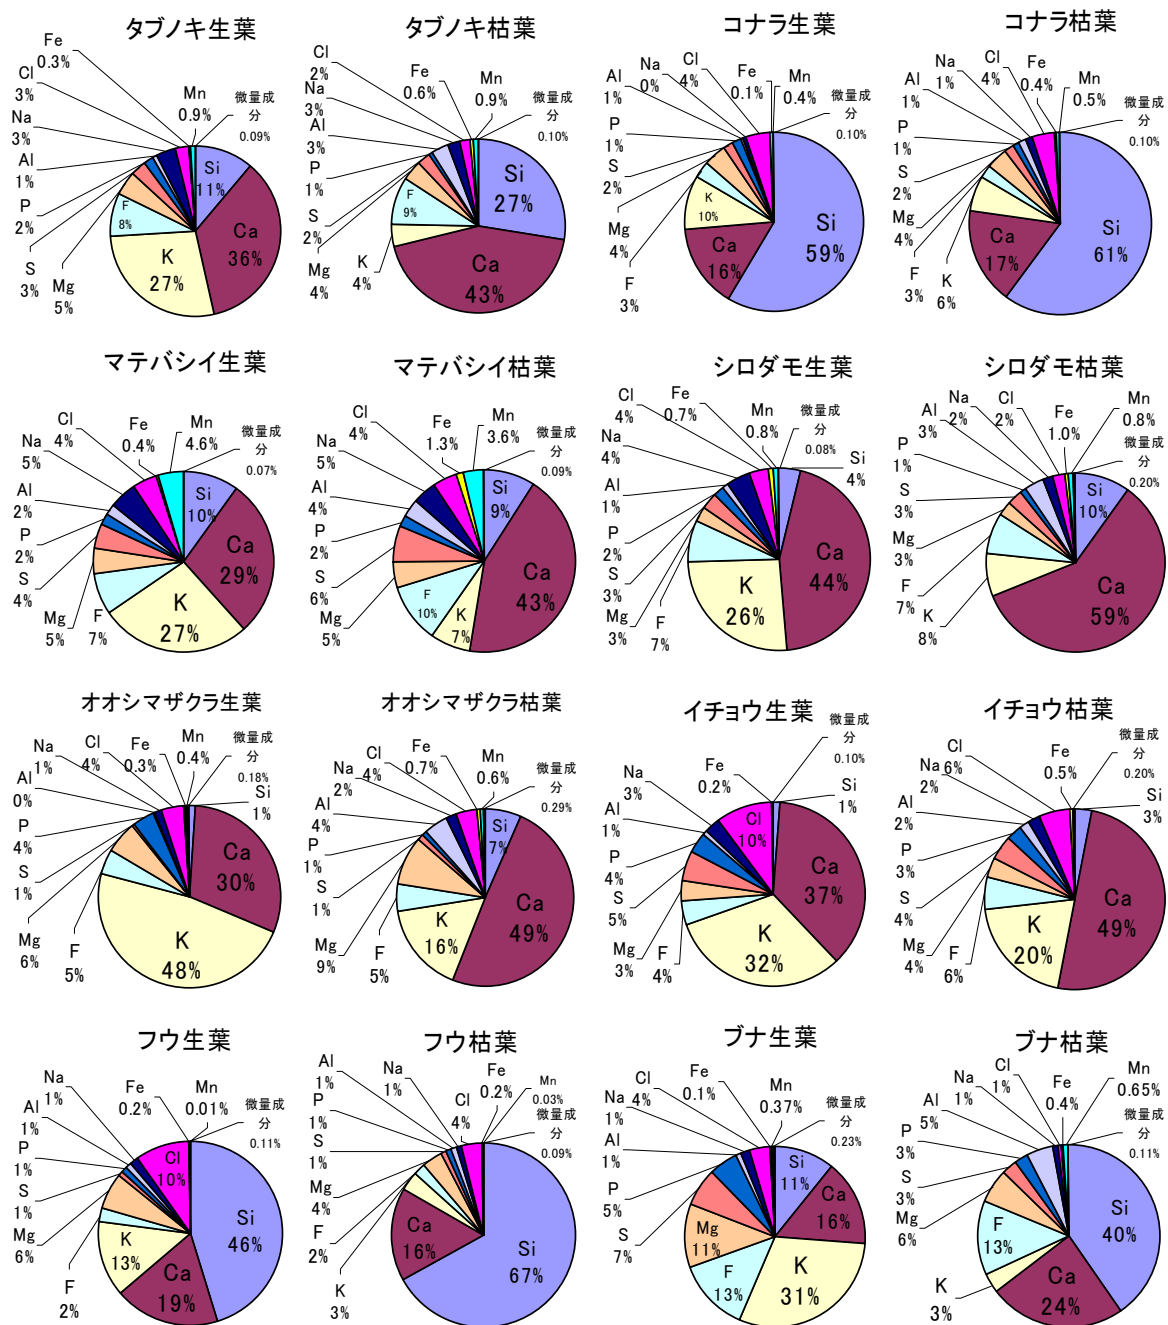 タブノキ生葉
Fe
0.3%
Cl
3%
Na
3%
Al
1%
P
2%
S
3%
Mg
5%
F
8%
K
27%
Ca
36%
Si
11%
Mn
0.9%
微量成
分
0.09%
タブノキ枯葉
Cl
2%
Na
3%
Al
3%
P
1%
S
2%
Mg
4%
F
9%
K
4%
Ca
43%
Si
27%
Fe
0.6%
Mn
0.9%
微量成
分
0.10%
コナラ生葉
Na
0%
Al
1%
P
1%
S
2%
Mg
4%
F
3%
K
10%
Ca
16%
Si
59%
Cl
4%
Fe
0.1%
Mn
0.4%
微量成
分
0.10%
コナラ枯葉
Na
1%
Al
1%
P
1%
S
2%
Mg
4%
F
3%
K
6%
Ca
17%
Si
61%
Cl
4%
Fe
0.4%
Mn
0.5%
微量成
分
0.10%
マテバシイ生葉
Cl
4%
Na
5%
Al
2%
P
2%
S
4%
Mg
5%
F
7%
K
27%
Ca
29%
Si
10%
Fe
0.4%
Mn
4.6%
微量成
分
0.07%
マテバシイ枯葉
Cl
4%
Na
5%
Al
4%
P
2%
S
6%
Mg
5%
F
10%
K
7%
Ca
43%
Si
9%
Fe
1.3%
Mn
3.6%
微量成
分
0.09%
シロダモ生葉
Cl
4%
Na
4%
Al
1%
P
2%
S
3%
Mg
3%
F
7%
K
26%
Ca
44%
Si
4%
Fe
0.7%
Mn
0.8%
微量成
分
0.08%
シロダモ枯葉
Na
2%
Al
3%
P
1%
S
3%
Mg
3%
F
7%
K
8%
Ca
59%
Si
10%
Cl
2%
Fe
1.0%
Mn
0.8%
微量成
分
0.20%
オオシマザクラ生葉
Na
1%
Al
0%
P
4%
S
1%
Mg
6%
F
5%
K
48%
Ca
30%
Si
1%
Cl
4%
Fe
0.3%
Mn
0.4%
微量成
分
0.18%
オオシマザクラ枯葉
Cl
4%
Na
2%
Al
4%
P
1%
S
1%
Mg
9%
F
5%
K
16%
Ca
49%
Si
7%
Fe
0.7%
Mn
0.6%
微量成
分
0.29%
イチョウ生葉
Na
3%
Al
1%
P
4%
S
5%
Mg
3%
F
4%
K
32%
Ca
37%
Si
1%
Cl
10%
Fe
0.2%
微量成
分
0.10%
イチョウ枯葉
Cl
6%
Na
2%
Al
2%
P
3%
S
4%
Mg
4%
F
6%
K
20%
Ca
49%
Si
3%
Fe
0.5%
微量成
分
0.20%
フウ生葉
Na
1%
Al
1%
P
1%
S
1%
Mg
6%
F
2%
K
13%
Ca
19%
Si
46%
Cl
10%
Fe
0.2%
Mn
0.01%
微量成
分
0.11%
フウ枯葉
Al
1%
P
1%
S
1%
Mg
4%
F
2%
K
3%
Ca
16%
Si
67%
Na
1%
Cl
4%
Fe
0.2%
Mn
0.03%
微量成
分
0.09%
ブナ生葉
Cl
4%
Na
1%
Al
1%
P
5%
S
7%
Mg
11%
F
13%
K
31%
Ca
16%
Si
11%
Fe
0.1%
Mn
0.37%
微量成
分
0.23%
ブナ枯葉
Cl
1%
Na
1%
Al
5%
P
3%
S
3%
Mg
6%
F
13%
K
3%
Ca
24%
Si
40%
Fe
0.4%
Mn
0.65%
微量成
分
0.11%